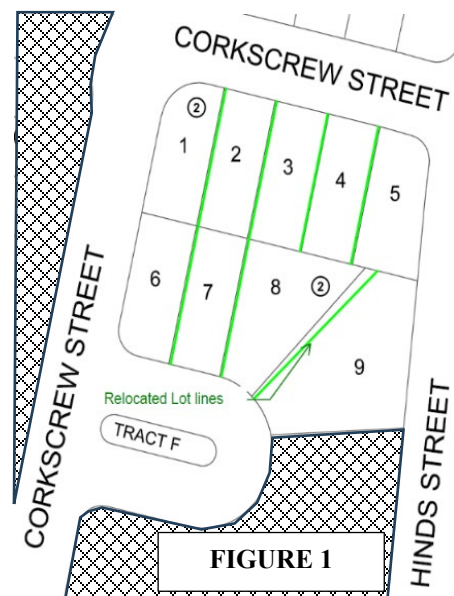 CORKSCREW STREET
②
1
2
3
4
5
6
7
8
②
9
Relocated Lot lines
TRACT F
CORKSCREW STREET
HINDS STREET
FIGURE 1